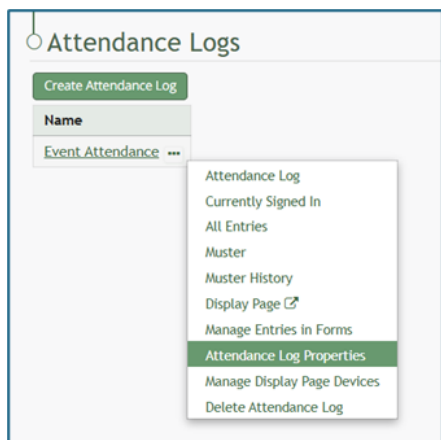 Attendance Logs
Create Attendance Log
Name
Event Attendance
Attendance Log
Currently Signed In
All Entries
Muster
Muster History
Display Page
Manage Entries in Forms
Attendance Log Properties
Manage Display Page Devices
Delete Attendance Log